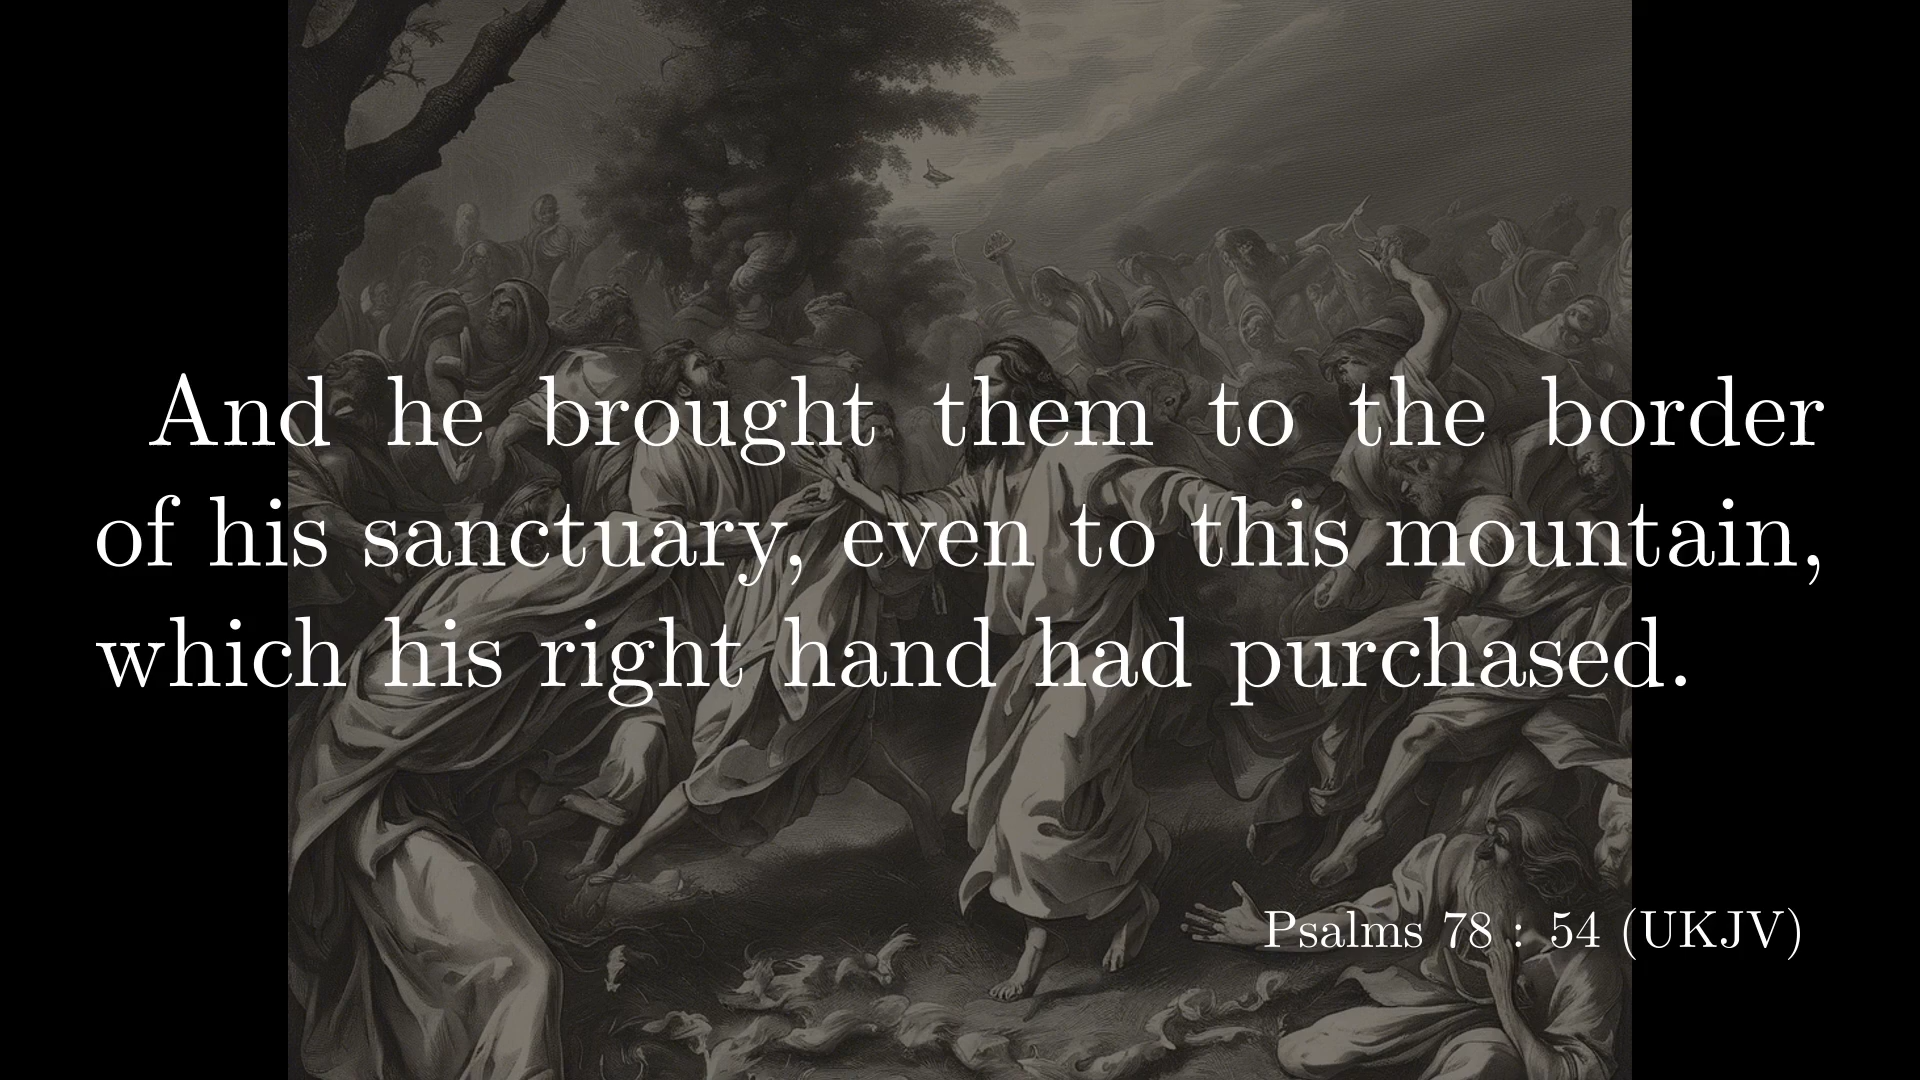 And he brought them to the border
of his sanctuary, even to this mountain,
which his right hand had purchased.
Psalms 78 : 54 (UKJV)